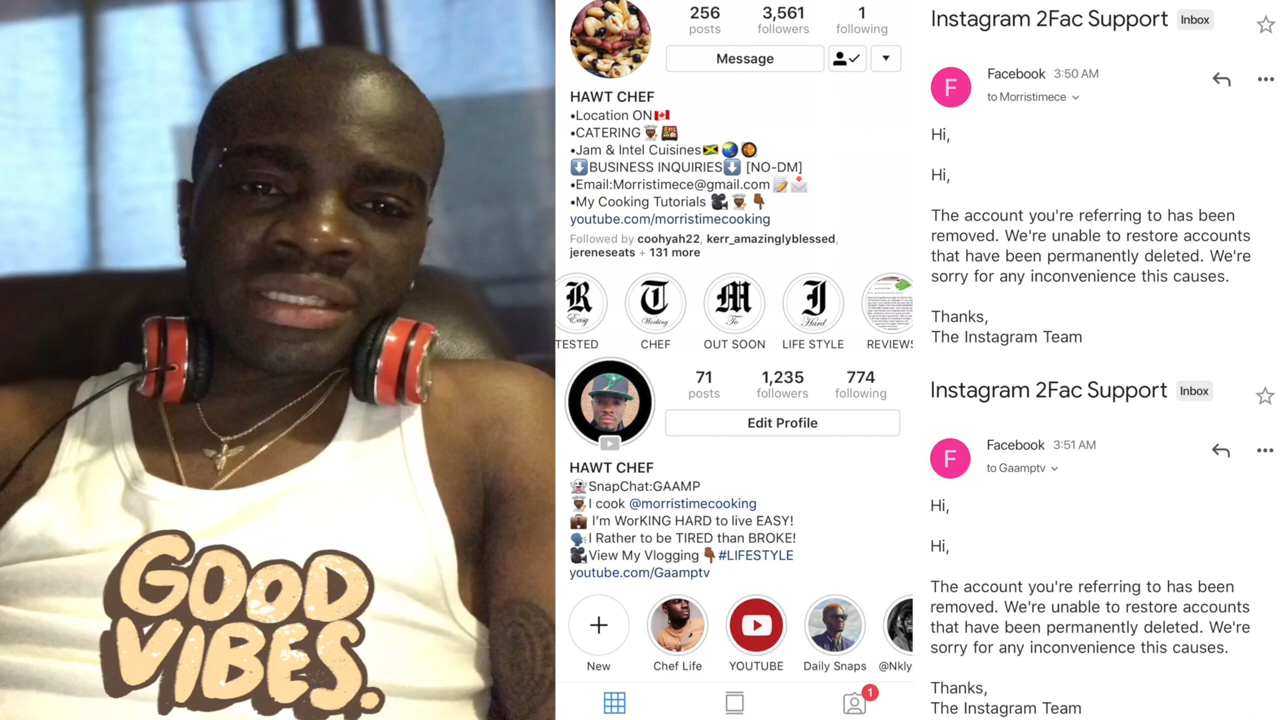 GOOD
VIBES.
256
3,561
1
posts
followers
following
Message
HAWT CHEF
•Location ON🇨🇦
•CATERING 👨🏿‍🍳🍱
•Jam & Intel Cuisines🇯🇲🌏🥘
⬇️BUSINESS INQUIRIES⬇️ [NO-DM]
•Email:Morristimece@gmail.com 📝📩
•My Cooking Tutorials 🎥👨🏿‍🍳👇🏾
youtube.com/morristimecooking
Followed by coohyah22, kerr_amazinglyblessed,
jereneseats + 131 more
R
Easy
T
Working
M
To
J
Hard
TESTED
CHEF
OUT SOON
LIFE STYLE
REVIEWS
71
1,235
774
posts
followers
following
Edit Profile
HAWT CHEF
👻SnapChat:GAAMP
👨🏿‍🍳I cook @morristimecooking
💼 I'm WorKING HARD to live EASY!
🗣I Rather to be TIRED than BROKE!
🎥View My Vlogging👇🏾#LIFESTYLE
youtube.com/Gaamptv
New
Chef Life
YOUTUBE
Daily Snaps
@Nkly
1
Instagram 2Fac Support Inbox
F
Facebook 3:50 AM
to Morristimece
Hi,
Hi,
The account you're referring to has been
removed. We're unable to restore accounts
that have been permanently deleted. We're
sorry for any inconvenience this causes.
Thanks,
The Instagram Team
Instagram 2Fac Support Inbox
F
Facebook 3:51 AM
to Gaamptv
Hi,
Hi,
The account you're referring to has been
removed. We're unable to restore accounts
that have been permanently deleted. We're
sorry for any inconvenience this causes.
Thanks,
The Instagram Team